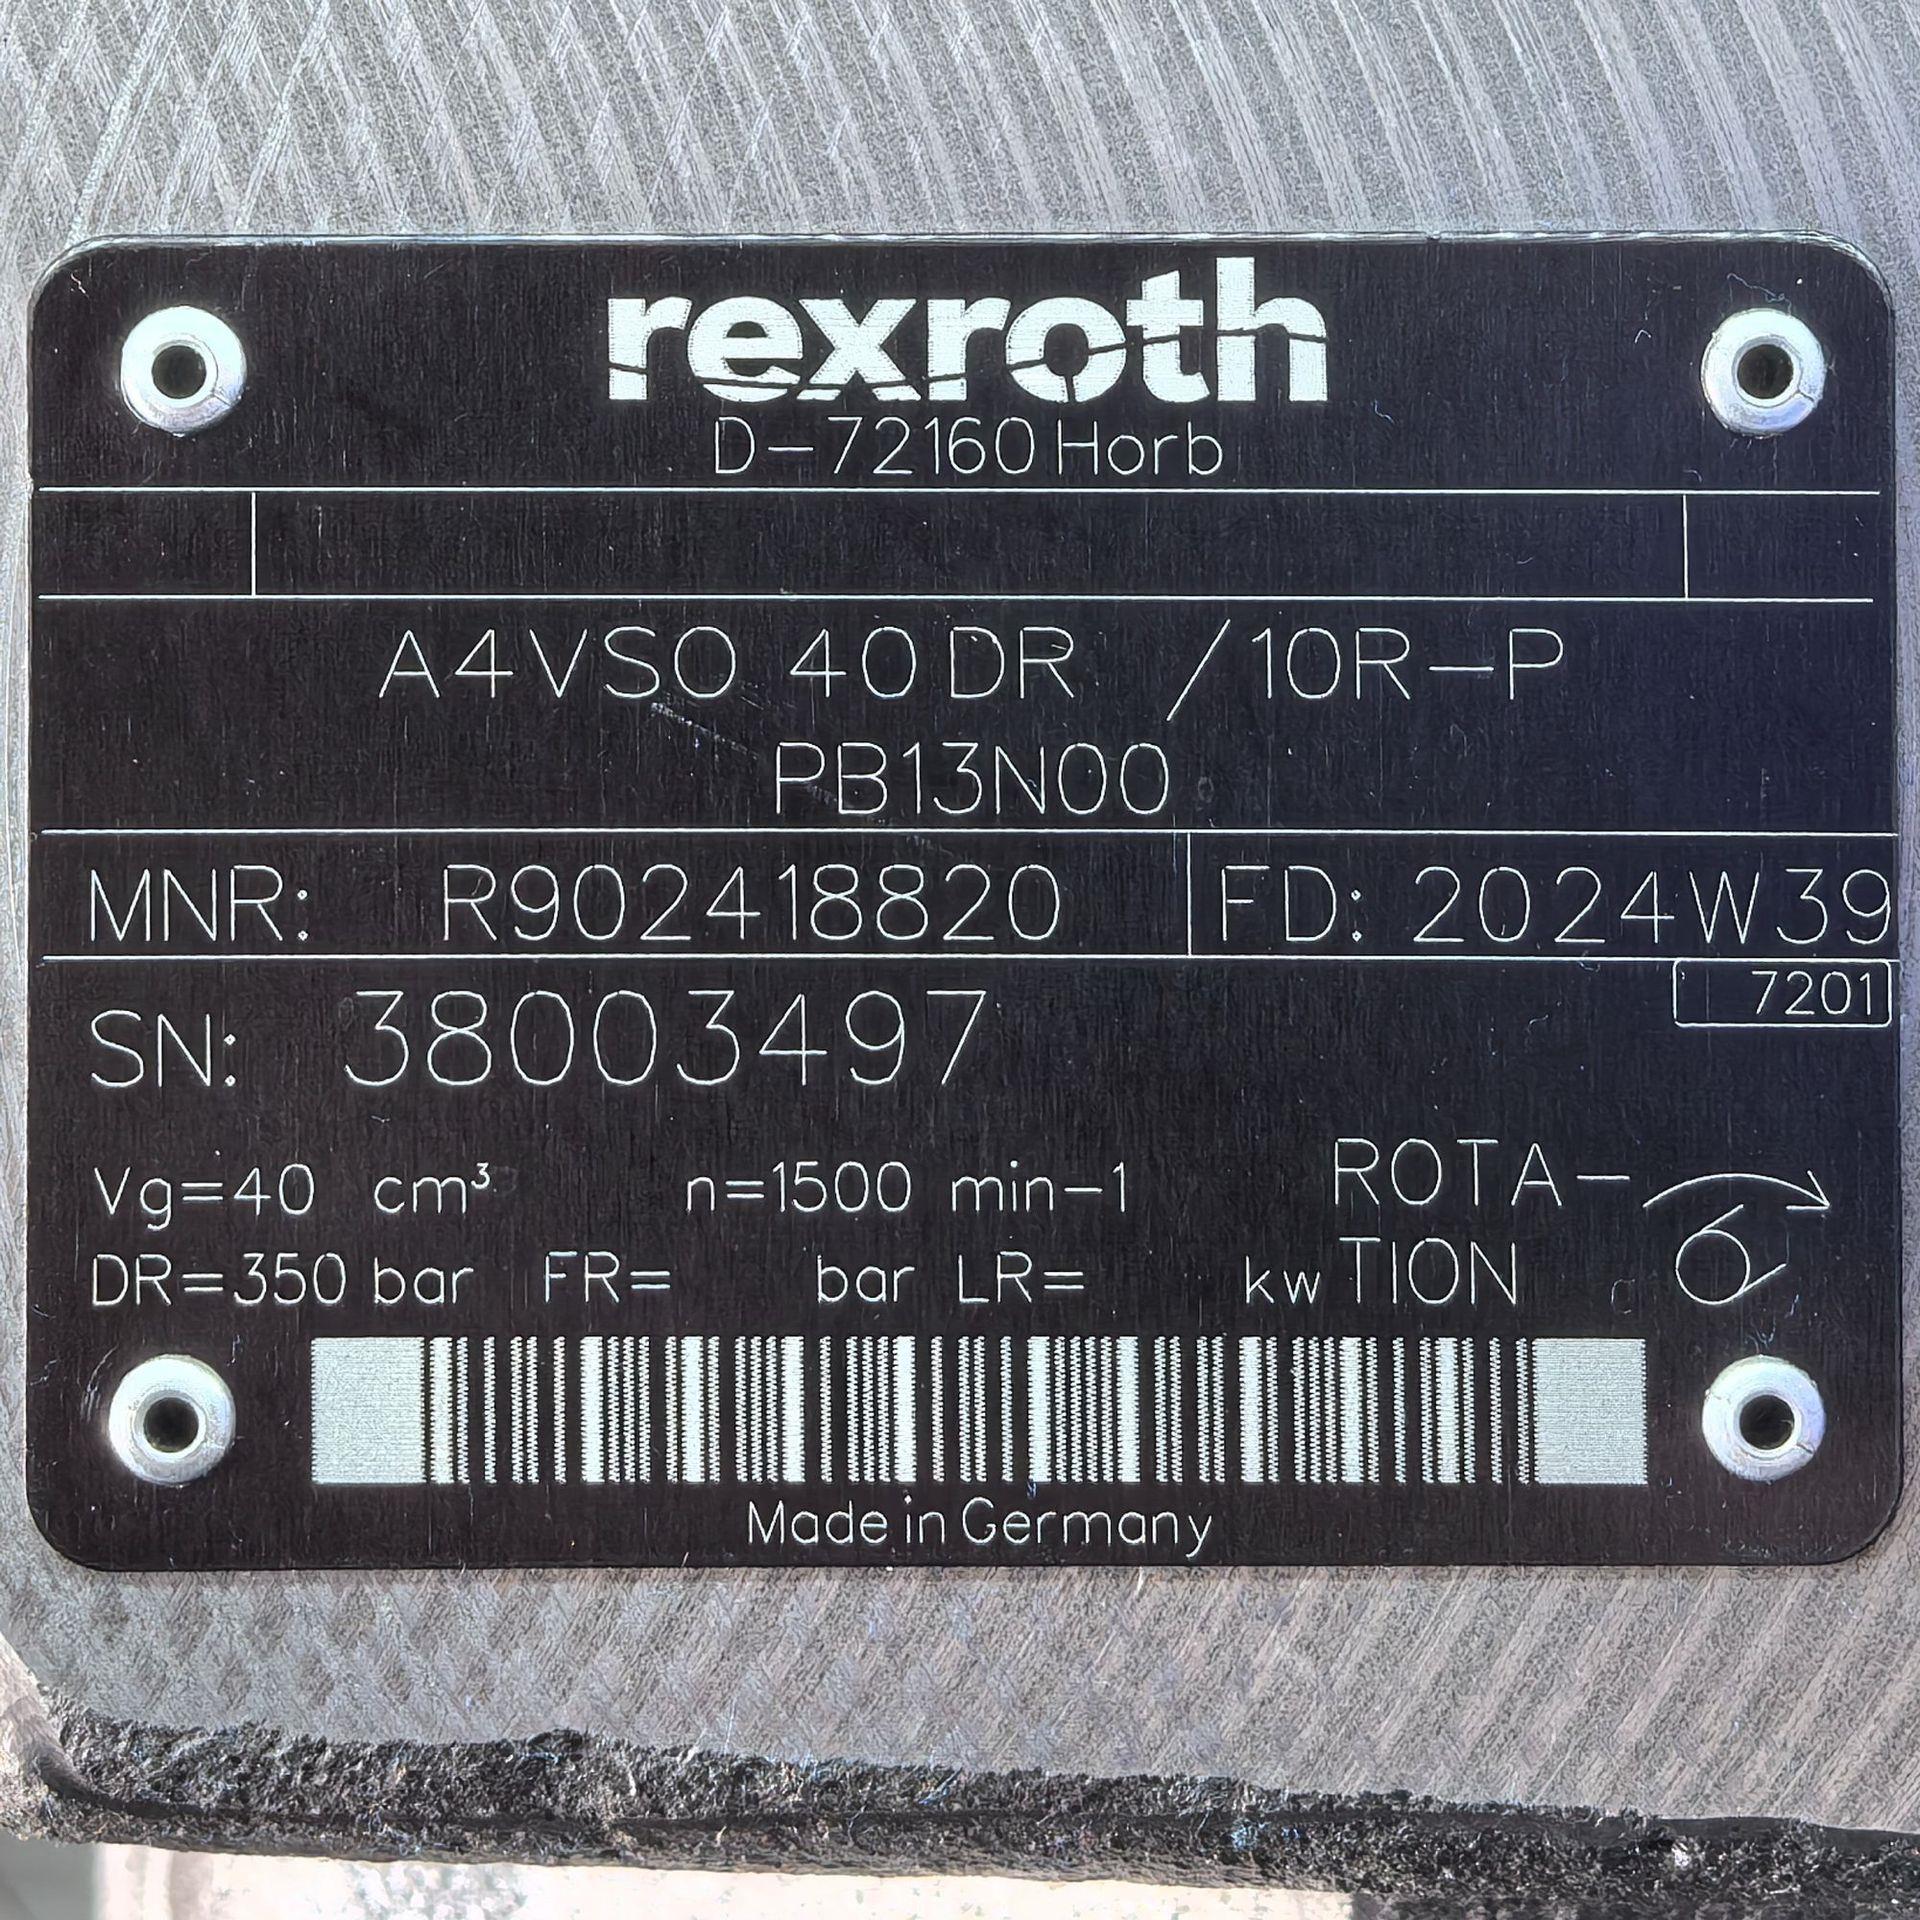 rexroth
D-72160 Horb
A4VSO 40 DR /10R-P
PB13N00
MNR: R902418820 FD: 2024W39
7201
SN: 38003497
Vg=40 cm³ n=1500 min-1 ROTA-
DR=350 bar FR= bar LR= kw TION
Made in Germany